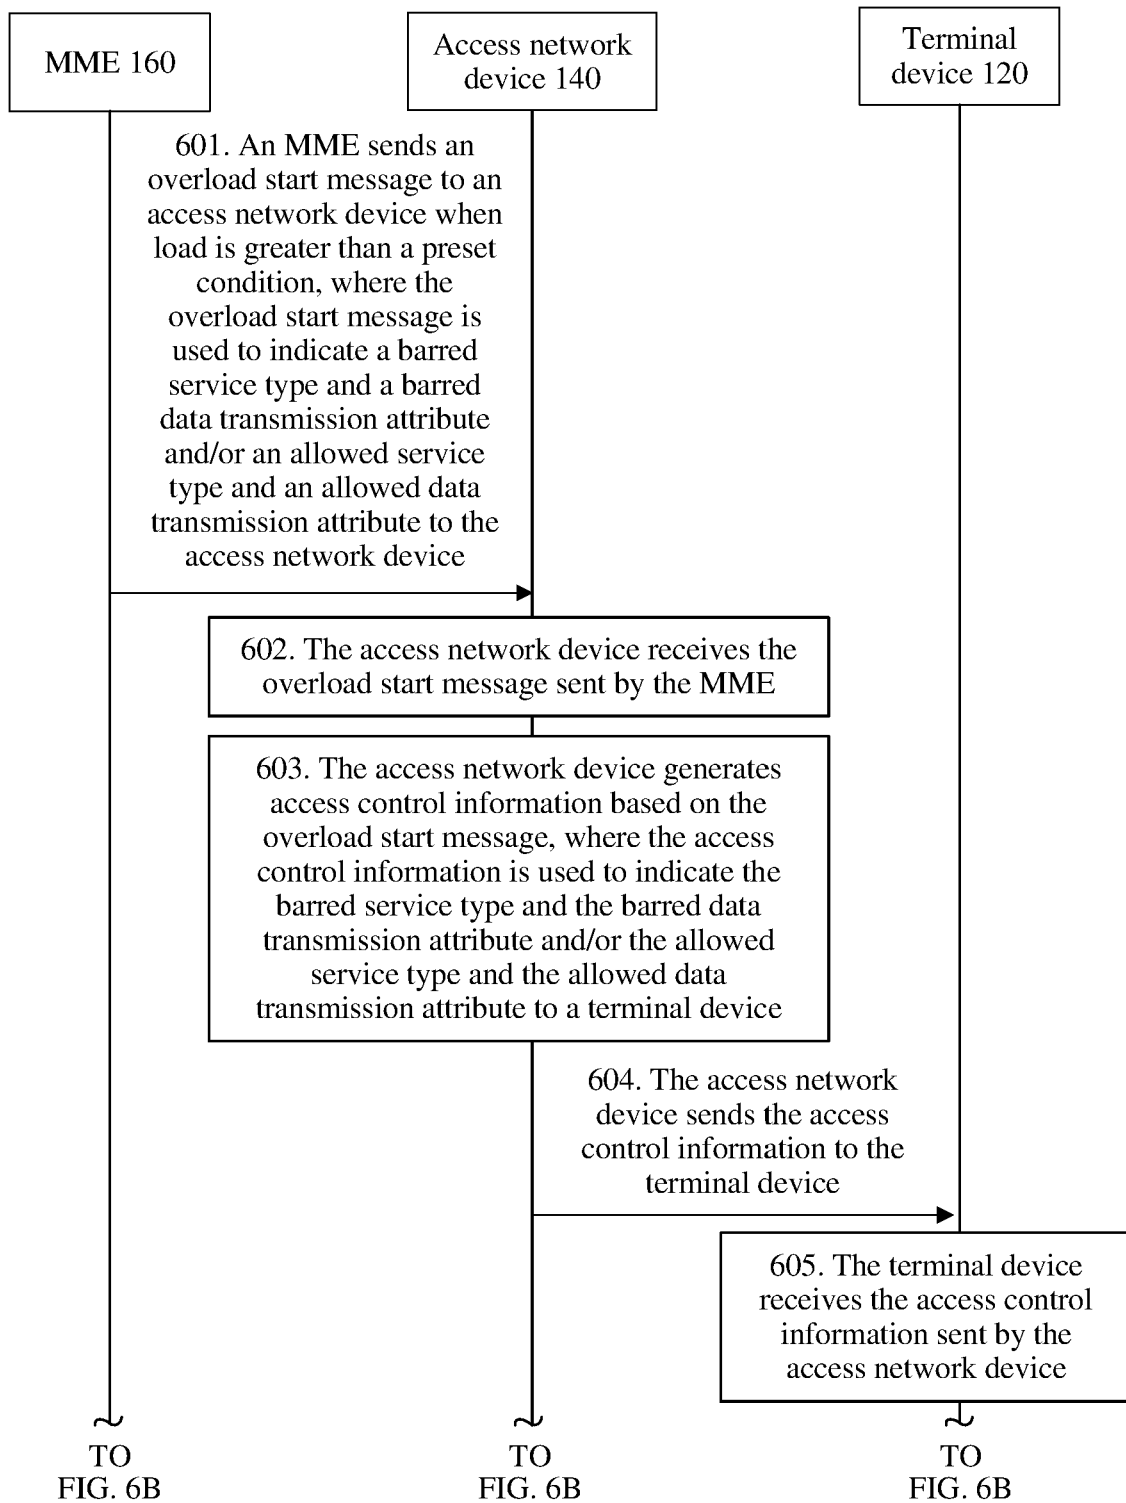 MME 160
Access network
device 140
Terminal
device 120
601. An MME sends an
overload start message to an
access network device when
load is greater than a preset
condition, where the
overload start message is
used to indicate a barred
service type and a barred
data transmission attribute
and/or an allowed service
type and an allowed data
transmission attribute to the
access network device
602. The access network device receives the
overload start message sent by the MME
603. The access network device generates
access control information based on the
overload start message, where the access
control information is used to indicate the
barred service type and the barred data
transmission attribute and/or the allowed
service type and the allowed data
transmission attribute to a terminal device
604. The access network
device sends the access
control information to the
terminal device
605. The terminal device
receives the access control
information sent by the
access network device
TO
FIG. 6B
TO
FIG. 6B
TO
FIG. 6B